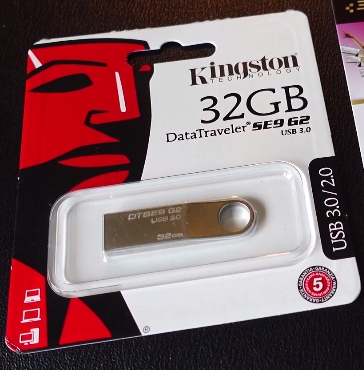 Kingston
TECHNOLOGY
32GB
DataTraveler® SE9 G2
USB 3.0
DTSE9 G2
USB 3.0
32GB
USB 3.0/2.0
5
®